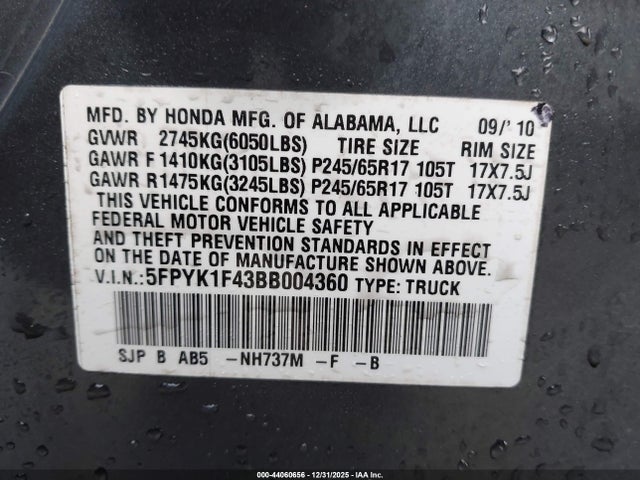 MFD. BY HONDA MFG. OF ALABAMA, LLC 09/'10
GVWR 2745KG(6050LBS) TIRE SIZE RIM SIZE
GAWR F1410KG(3105LBS) P245/65R17 105T 17X7.5J
GAWR R1475KG(3245LBS) P245/65R17 105T 17X7.5J
THIS VEHICLE CONFORMS TO ALL APPLICABLE
FEDERAL MOTOR VEHICLE SAFETY
AND THEFT PREVENTION STANDARDS IN EFFECT
ON THE DATE OF MANUFACTURE SHOWN ABOVE.
V.I.N.:5FPYK1F43BB004360 TYPE: TRUCK
SJP B AB5 -NH737M -F -B
000-44060656 - 12/31/2025 - IAA Inc.